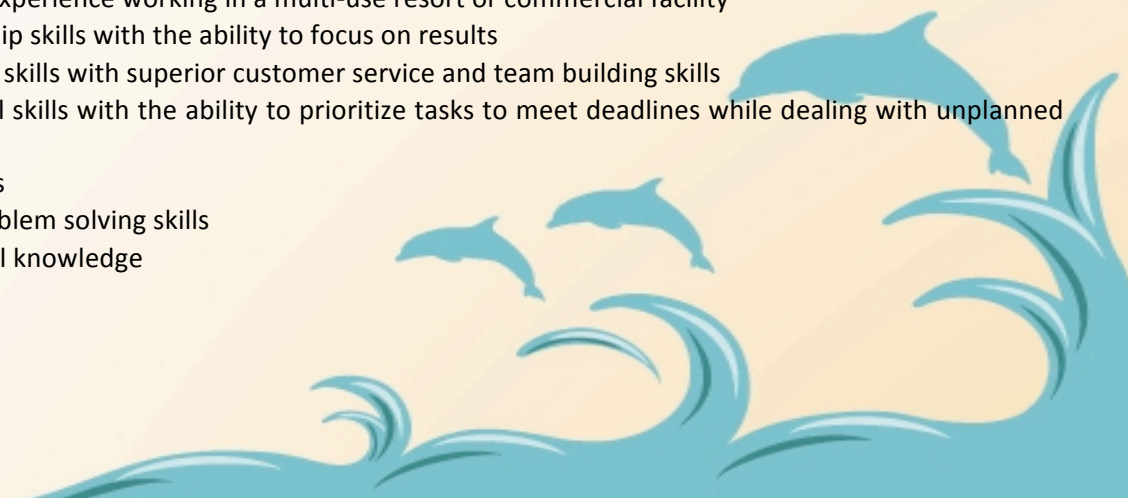 xperience working in a multi-use resort or commercial facility
ip skills with the ability to focus on results
skills with superior customer service and team building skills
l skills with the ability to prioritize tasks to meet deadlines while dealing with unplanned
s
blem solving skills
l knowledge